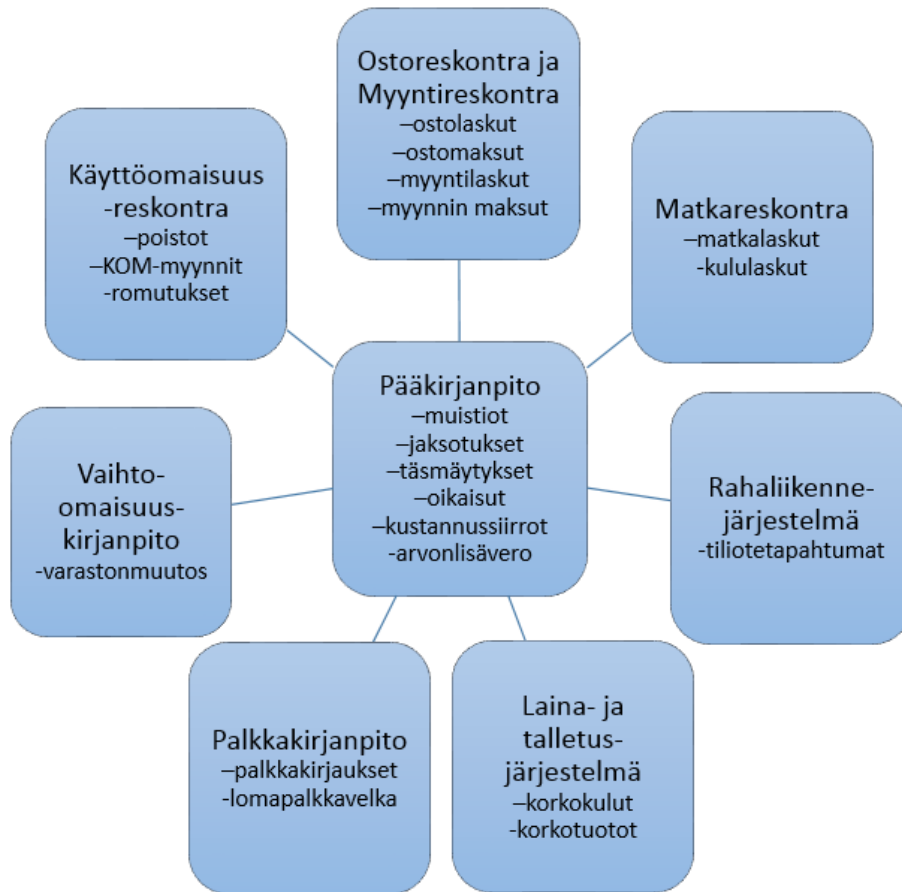 Ostoreskontra ja
Myyntireskontra
–ostolaskut
–ostomaksut
–myyntilaskut
–myynnin maksut
Käyttöomaisuus
-reskontra
–poistot
–KOM-myynnit
-romutukset
Matkareskontra
–matkalaskut
-kululaskut
Pääkirjanpito
–muistiot
–jaksotukset
–täsmäytykset
–oikaisut
–kustannussiirrot
-arvonlisävero
Vaihto-
omaisuus-
kirjanpito
-varastonmuutos
Rahaliikenne-
järjestelmä
-tiliotetapahtumat
Palkkakirjanpito
–palkkakirjaukset
-lomapalkkavelka
Laina- ja
talletus-
järjestelmä
–korkokulut
-korkotuotot